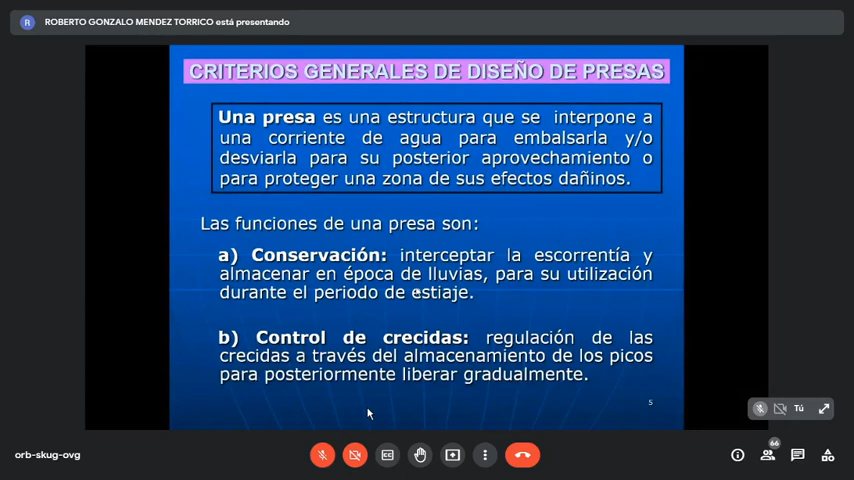 R ROBERTO GONZALO MENDEZ TORRICO está presentando
CRITERIOS GENERALES DE DISEÑO DE PRESAS
Una presa es una estructura que se interpone a
una corriente de agua para embalsarla y/o
desviarla para su posterior aprovechamiento o
para proteger una zona de sus efectos dañinos.
Las funciones de una presa son:
a) Conservación: interceptar la escorrentía y
almacenar en época de lluvias, para su utilización
durante el periodo de estiaje.
b) Control de crecidas: regulación de las
crecidas a través del almacenamiento de los picos
para posteriormente liberar gradualmente.
5
Tú
orb-skug-ovg
CC
66